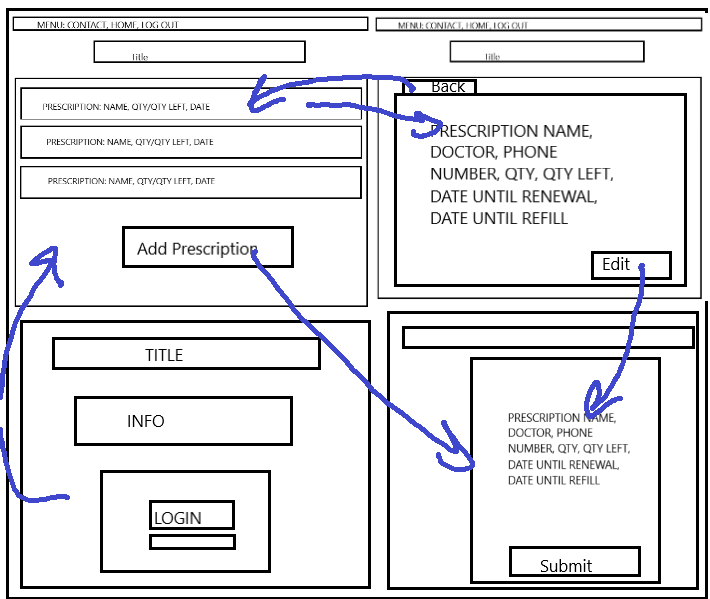 MENU: CONTACT, HOME, LOG OUT
Title
PRESCRIPTION: NAME, QTY/QTY LEFT, DATE
PRESCRIPTION: NAME, QTY/QTY LEFT, DATE
PRESCRIPTION: NAME, QTY/QTY LEFT, DATE
Add Prescription
MENU: CONTACT, HOME, LOG OUT
Title
Back
PRESCRIPTION NAME,
DOCTOR, PHONE
NUMBER, QTY, QTY LEFT,
DATE UNTIL RENEWAL,
DATE UNTIL REFILL
Edit
TITLE
INFO
LOGIN
PRESCRIPTION NAME,
DOCTOR, PHONE
NUMBER, QTY, QTY LEFT,
DATE UNTIL RENEWAL,
DATE UNTIL REFILL
Submit